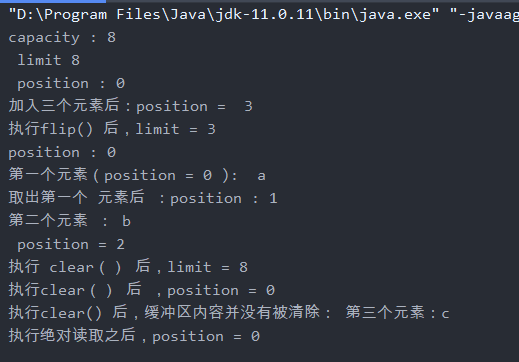 "D:\Program Files\Java\jdk-11.0.11\bin\java.exe" "-javaag
capacity : 8
 limit 8
 position : 0
加入三个元素后：position =  3
执行flip() 后，limit = 3
position : 0
第一个元素（position = 0 ）：  a
取出第一个 元素后 ：position : 1
第二个元素 ： b
 position = 2
执行 clear（ ）后，limit = 8
执行clear（ ）后 ，position = 0
执行clear() 后，缓冲区内容并没有被清除： 第三个元素：c
执行绝对读取之后，position = 0